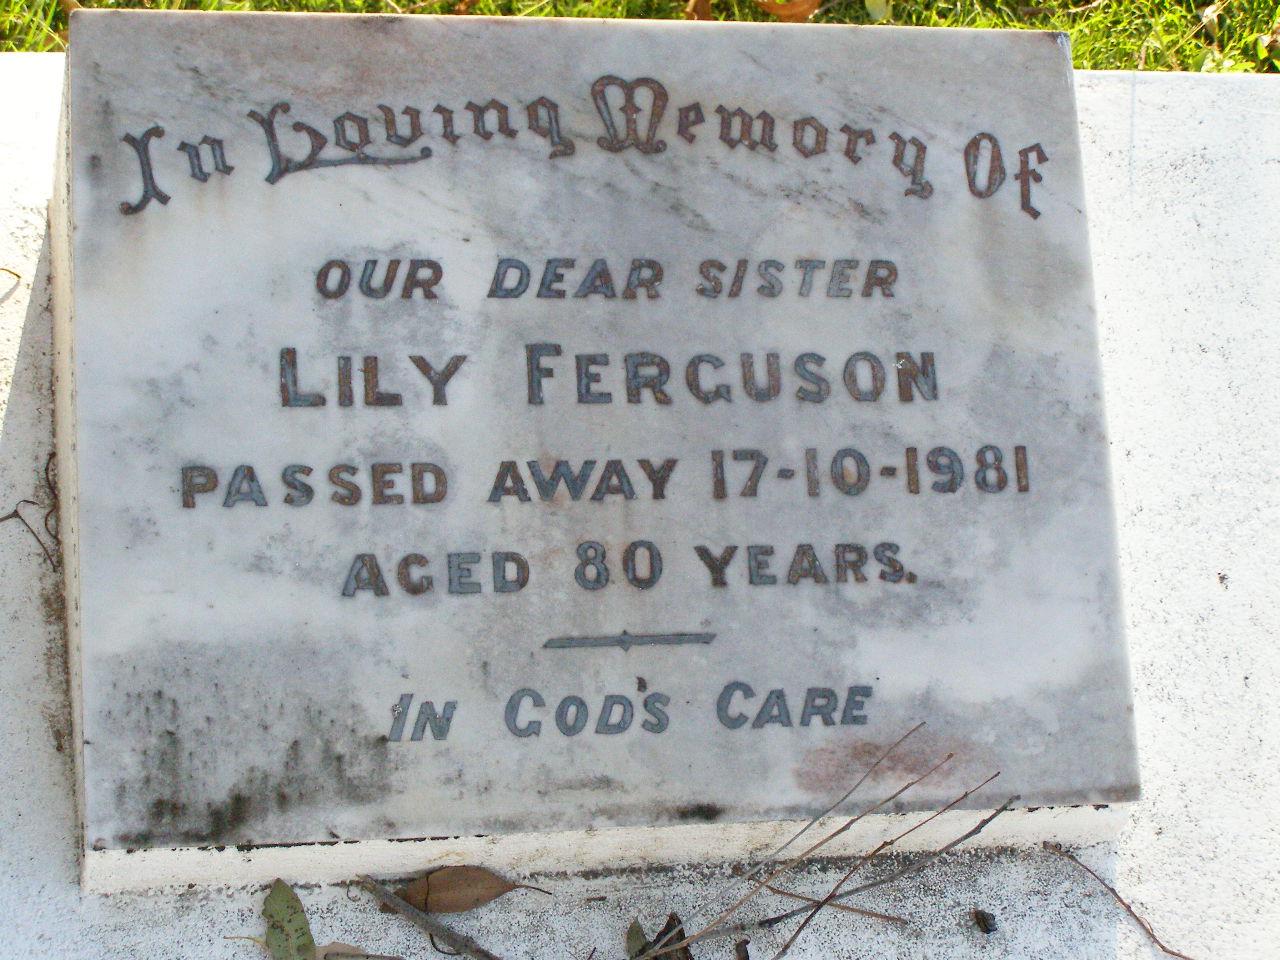 In Loving Memory Of
OUR DEAR SISTER
LILY FERGUSON
PASSED AWAY 17-10-1981
AGED 80 YEARS.
IN GOD'S CARE